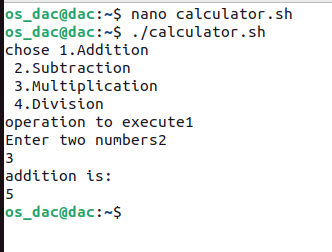 os_dac@dac:~$ nano calculator.sh
os_dac@dac:~$ ./calculator.sh
chose 1.Addition
 2.Subtraction
 3.Multiplication
 4.Division
operation to execute1
Enter two numbers2
3
addition is:
5
os_dac@dac:~$